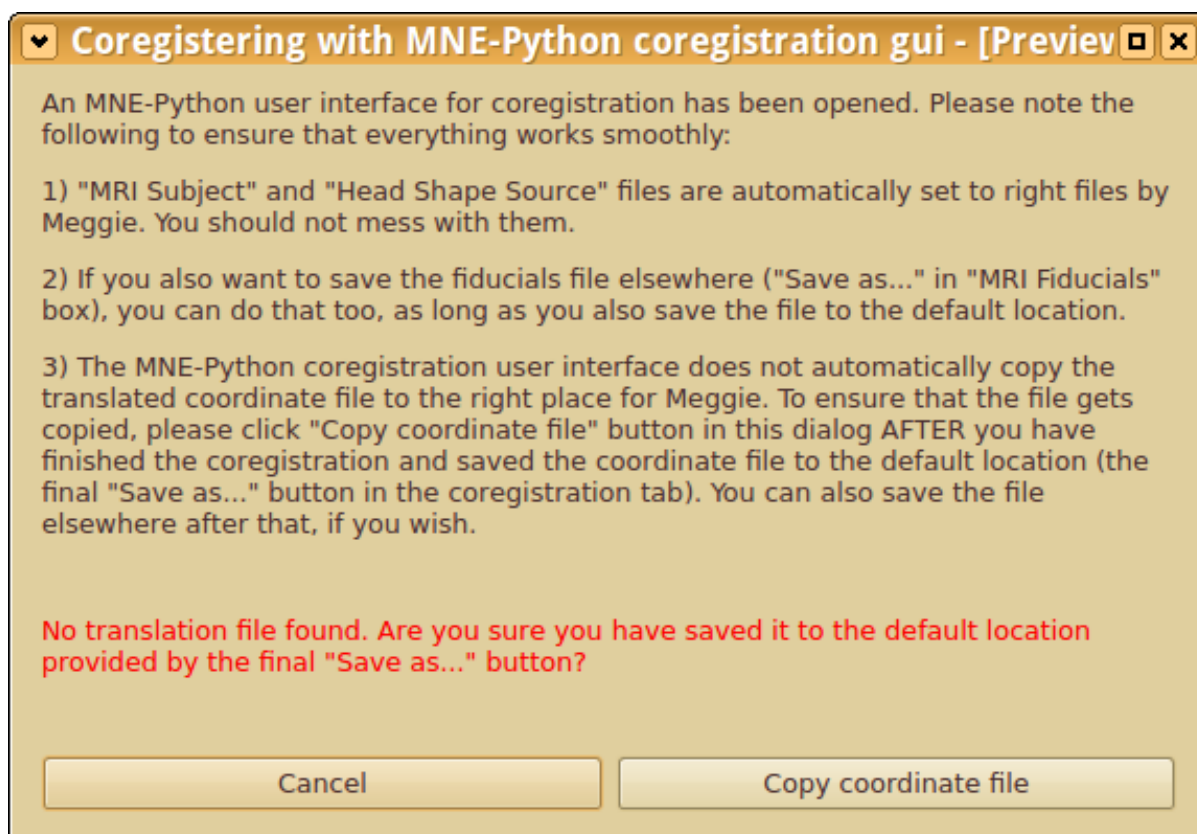 Coregistering with MNE-Python coregistration gui - [Preview
An MNE-Python user interface for coregistration has been opened. Please note the
following to ensure that everything works smoothly:
1) "MRI Subject" and "Head Shape Source" files are automatically set to right files by
Meggie. You should not mess with them.
2) If you also want to save the fiducials file elsewhere ("Save as..." in "MRI Fiducials"
box), you can do that too, as long as you also save the file to the default location.
3) The MNE-Python coregistration user interface does not automatically copy the
translated coordinate file to the right place for Meggie. To ensure that the file gets
copied, please click "Copy coordinate file" button in this dialog AFTER you have
finished the coregistration and saved the coordinate file to the default location (the
final "Save as..." button in the coregistration tab). You can also save the file
elsewhere after that, if you wish.
No translation file found. Are you sure you have saved it to the default location
provided by the final "Save as..." button?
Cancel
Copy coordinate file